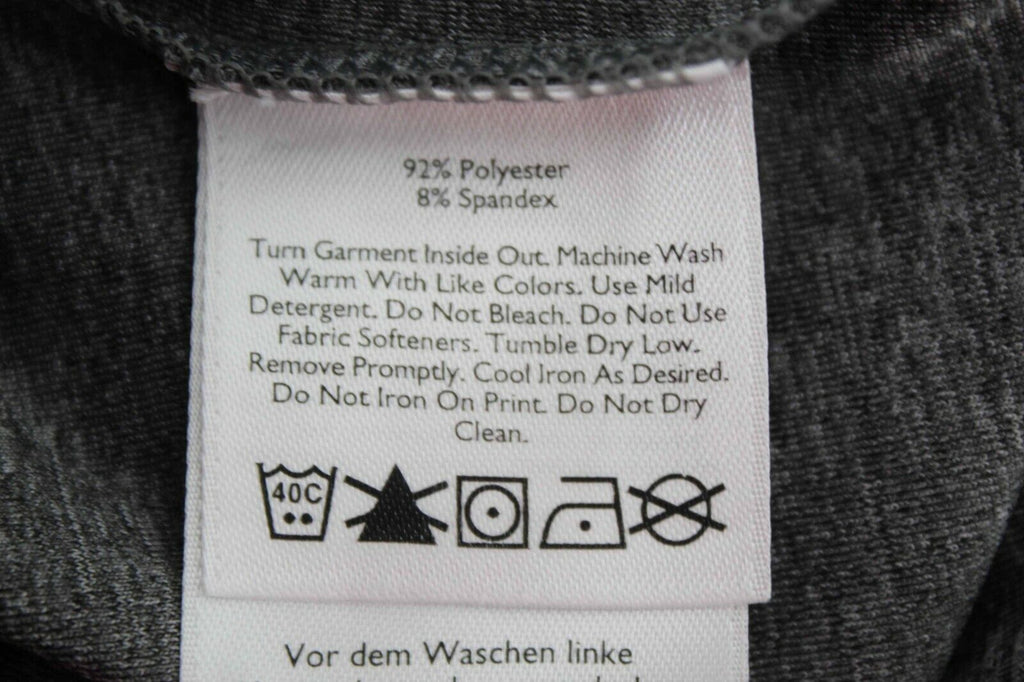 92% Polyester
8% Spandex
Turn Garment Inside Out. Machine Wash
Warm With Like Colors. Use Mild
Detergent. Do Not Bleach. Do Not Use
Fabric Softeners. Tumble Dry Low.
Remove Promptly. Cool Iron As Desired.
Do Not Iron On Print. Do Not Dry
Clean.
40C
Vor dem Waschen linke